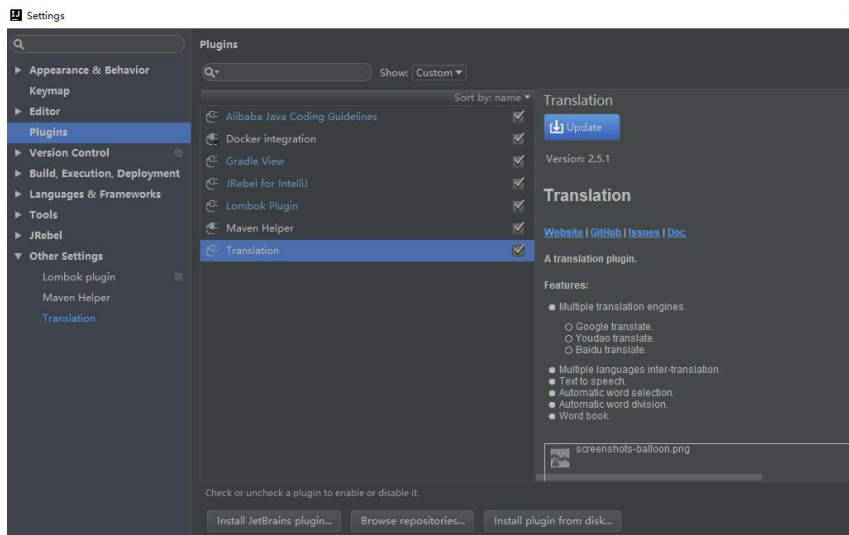 Settings
Appearance & Behavior
Keymap
Editor
Plugins
Version Control
Build, Execution, Deployment
Languages & Frameworks
Tools
JRebel
Other Settings
Lombok plugin
Maven Helper
Translation
Plugins
Show: Custom
Sort by: name
Alibaba Java Coding Guidelines
Docker integration
Gradle View
JRebel for IntelliJ
Lombok Plugin
Maven Helper
Translation
Check or uncheck a plugin to enable or disable it.
Install JetBrains plugin...
Browse repositories...
Install plugin from disk...
Translation
Update
Version: 2.5.1
Translation
Website | GitHub | Issues | Doc
A translation plugin.
Features:
Multiple translation engines.
Google translate.
Youdao translate.
Baidu translate.
Multiple languages inter-translation.
Text to speech.
Automatic word selection.
Automatic word division.
Word book.
screenshots-balloon.png